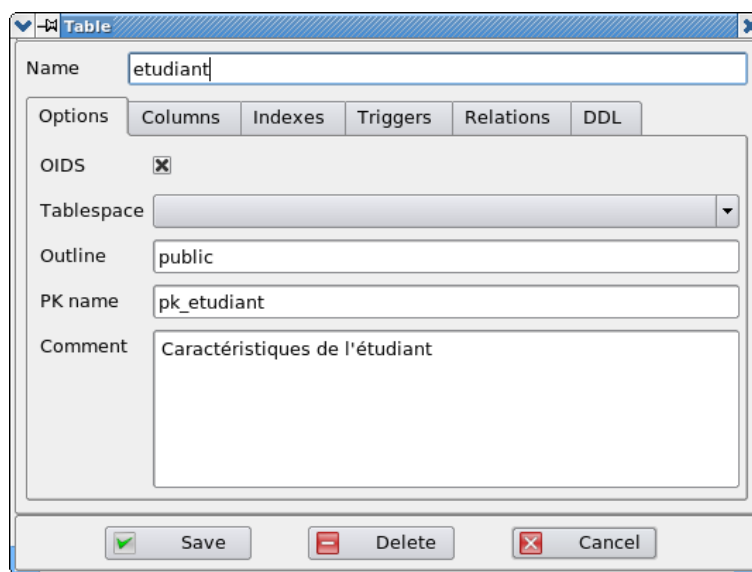 Table
Name etudiant
Options Columns Indexes Triggers Relations DDL
OIDS
Tablespace
Outline public
PK name pk_etudiant
Comment Caractéristiques de l'étudiant
Save Delete Cancel